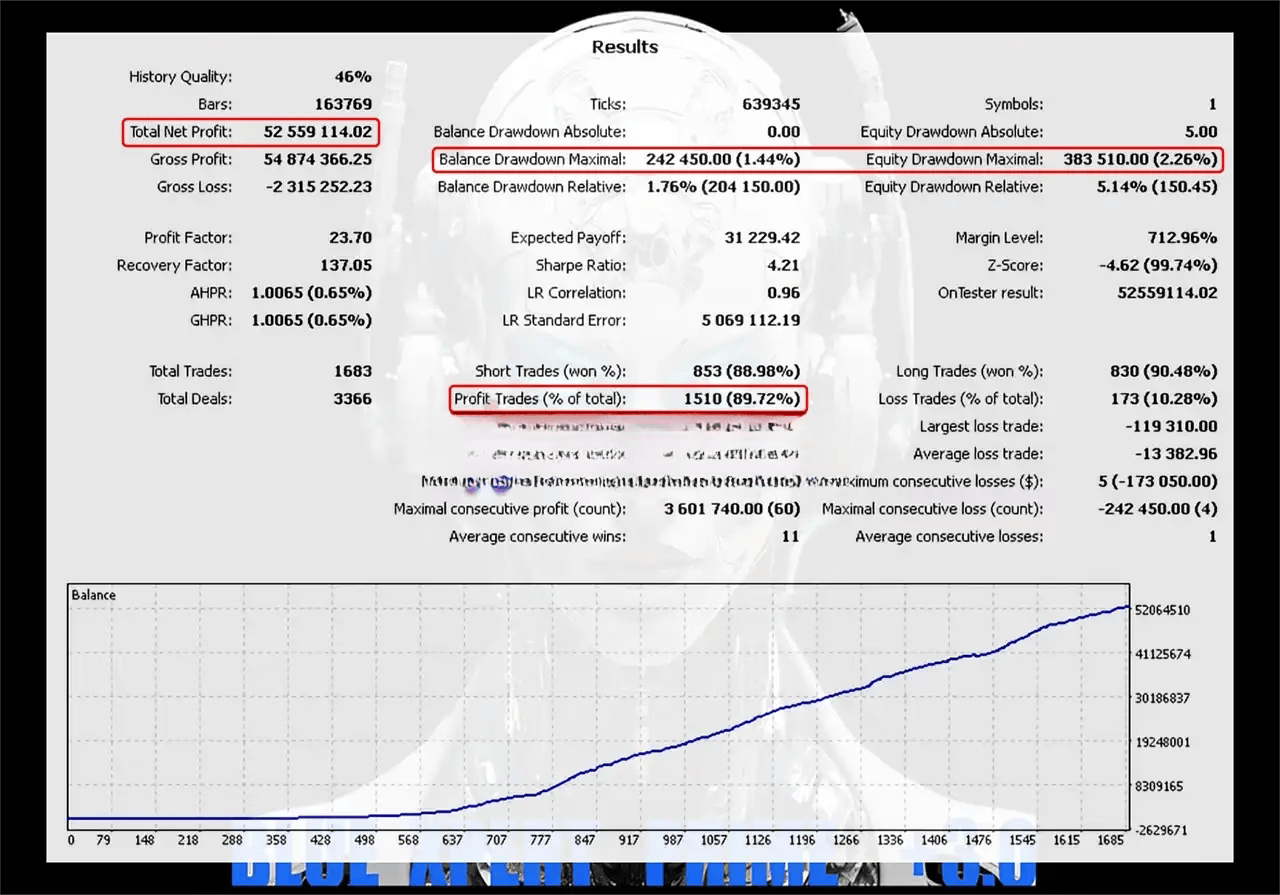 Results
History Quality: 46%
Bars: 163769 Ticks: 639345 Symbols: 1
Total Net Profit: 52 559 114.02 Balance Drawdown Absolute: 0.00 Equity Drawdown Absolute: 5.00
Gross Profit: 54 874 366.25 Balance Drawdown Maximal: 242 450.00 (1.44%) Equity Drawdown Maximal: 383 510.00 (2.26%)
Gross Loss: -2 315 252.23 Balance Drawdown Relative: 1.76% (204 150.00) Equity Drawdown Relative: 5.14% (150.45)
Profit Factor: 23.70 Expected Payoff: 31 229.42 Margin Level: 712.96%
Recovery Factor: 137.05 Sharpe Ratio: 4.21 Z-Score: -4.62 (99.74%)
AHPR: 1.0065 (0.65%) LR Correlation: 0.96 OnTester result: 52559114.02
GHPR: 1.0065 (0.65%) LR Standard Error: 5 069 112.19
Total Trades: 1683 Short Trades (won %): 853 (88.98%) Long Trades (won %): 830 (90.48%)
Total Deals: 3366 Profit Trades (% of total): 1510 (89.72%) Loss Trades (% of total): 173 (10.28%)
Largest loss trade: -119 310.00
Average loss trade: -13 382.96
consecutive losses ($): 5 (-173 050.00)
Maximal consecutive profit (count): 3 601 740.00 (60) Maximal consecutive loss (count): -242 450.00 (4)
Average consecutive wins: 11 Average consecutive losses: 1
Balance
52064510
41125674
30186837
19248001
8309165
-2629671
0 79 148 218 288 358 428 498 568 637 707 777 847 917 987 1057 1126 1196 1266 1336 1406 1476 1545 1615 1685